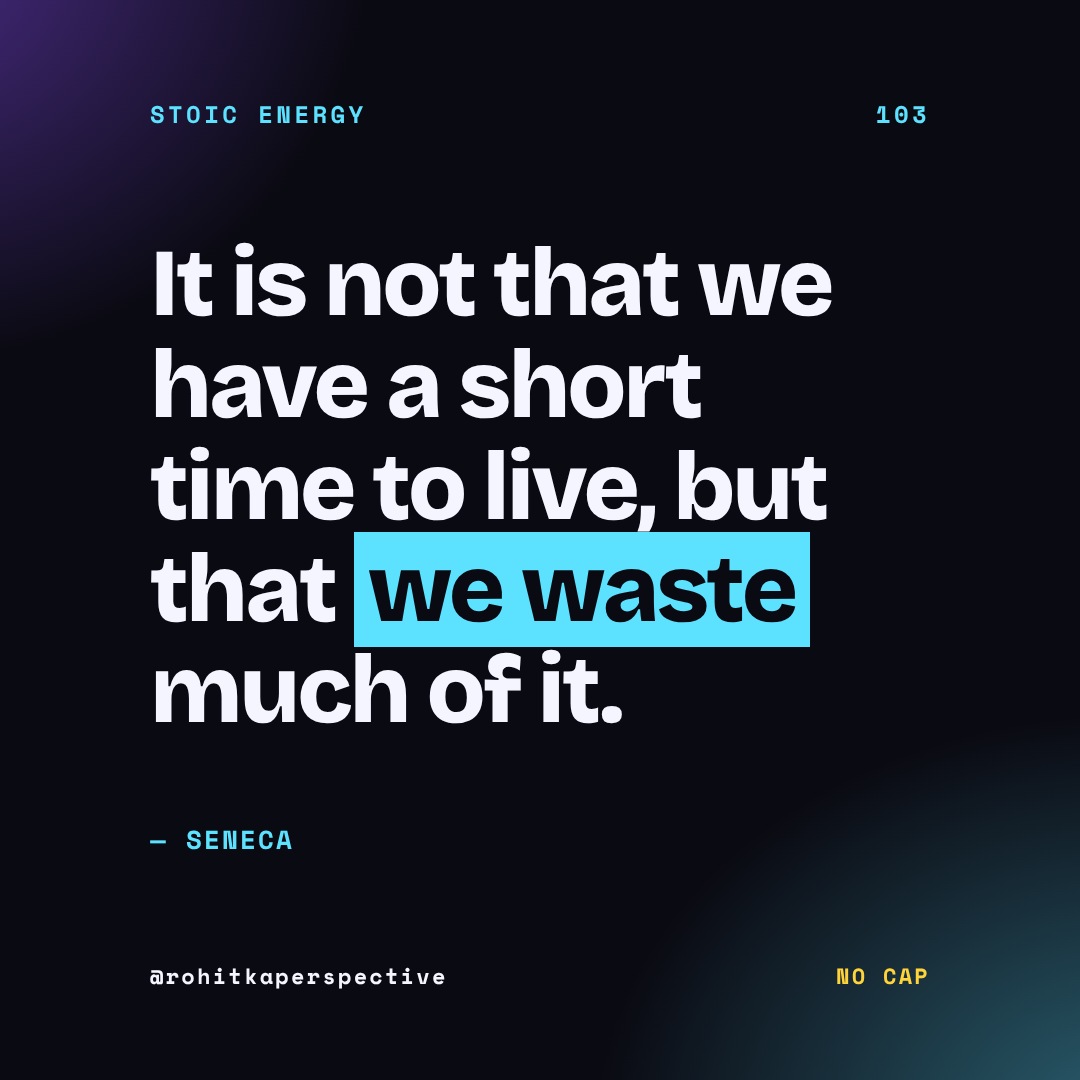 STOIC ENERGY
103
It is not that we
have a short
time to live, but
that we waste
much of it.
— SENECA
@rohitkaperspective
NO CAP